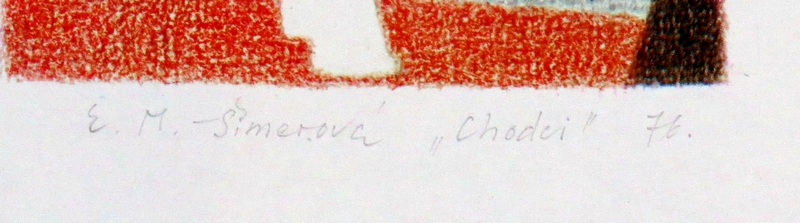 E. M. Šimerová „Chodci" 76.